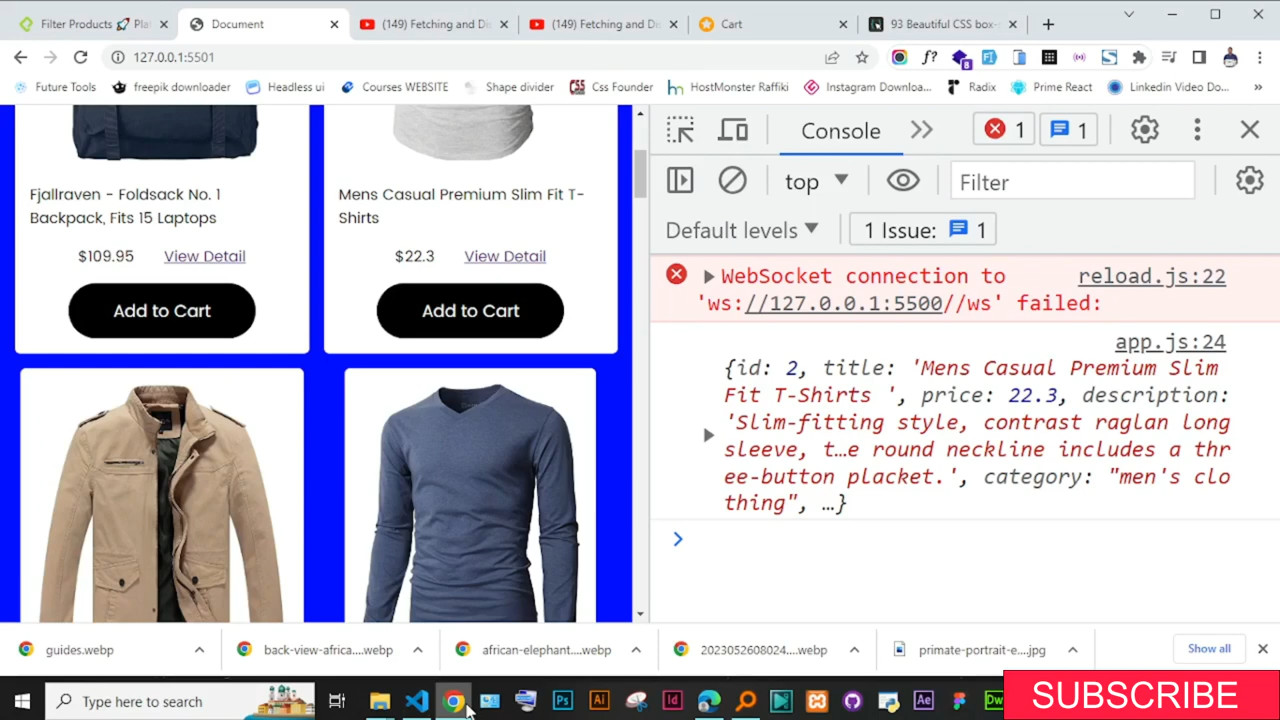 Filter Products 🚀 Pla
Document
(149) Fetching and Di
(149) Fetching and Di
Cart
93 Beautiful CSS box-
127.0.0.1:5501
Future Tools
freepik downloader
Headless ui
Courses WEBSITE
Shape divider
Css Founder
HostMonster Raffiki
Instagram Downloa...
Radix
Prime React
Linkedin Video Do...
»
Fjallraven - Foldsack No. 1
Backpack, Fits 15 Laptops
$109.95 View Detail
Add to Cart
Mens Casual Premium Slim Fit T-
Shirts
$22.3 View Detail
Add to Cart
Console
1
1
top
Filter
Default levels
1 Issue: 1
WebSocket connection to reload.js:22
'ws://127.0.0.1:5500//ws' failed:
app.js:24
{id: 2, title: 'Mens Casual Premium Slim
Fit T-Shirts ', price: 22.3, description:
'Slim-fitting style, contrast raglan long
sleeve, t…e round neckline includes a thr
ee-button placket.', category: "men's clo
thing", …}
guides.webp
back-view-africa....webp
african-elephant....webp
2023052608024....webp
primate-portrait-e....jpg
Show all
Type here to search
SUBSCRIBE